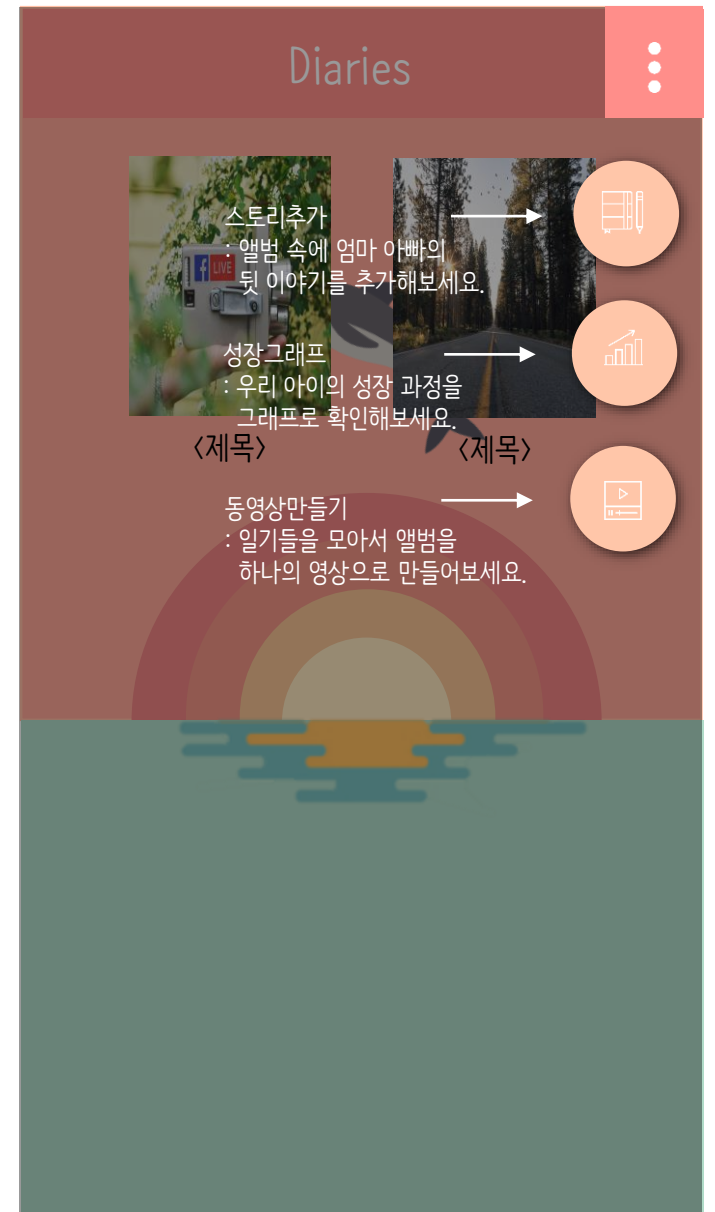 Diaries
스토리추가
: 앨범 속에 엄마 아빠의
뒷 이야기를 추가해보세요.
f LIVE
성장그래프
: 우리 아이의 성장 과정을
그래프로 확인해보세요.
<제목>
<제목>
동영상만들기
: 일기들을 모아서 앨범을
하나의 영상으로 만들어보세요.